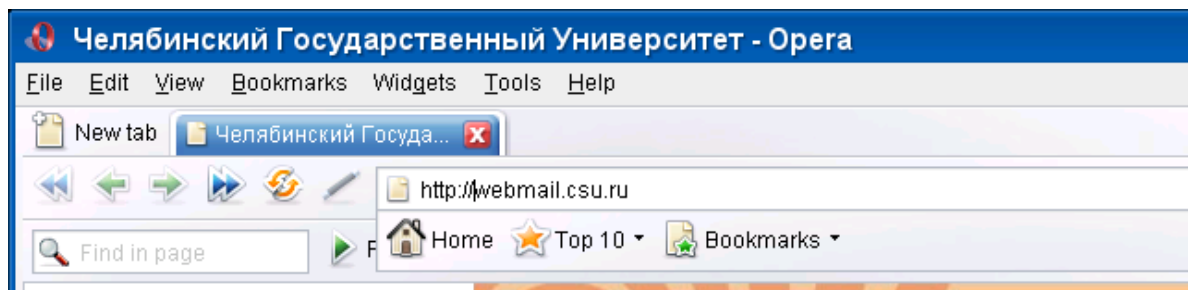 Челябинский Государственный Университет - Opera
File Edit View Bookmarks Widgets Tools Help
New tab Челябинский Госуда...
http://webmail.csu.ru
Find in page Home Top 10 Bookmarks